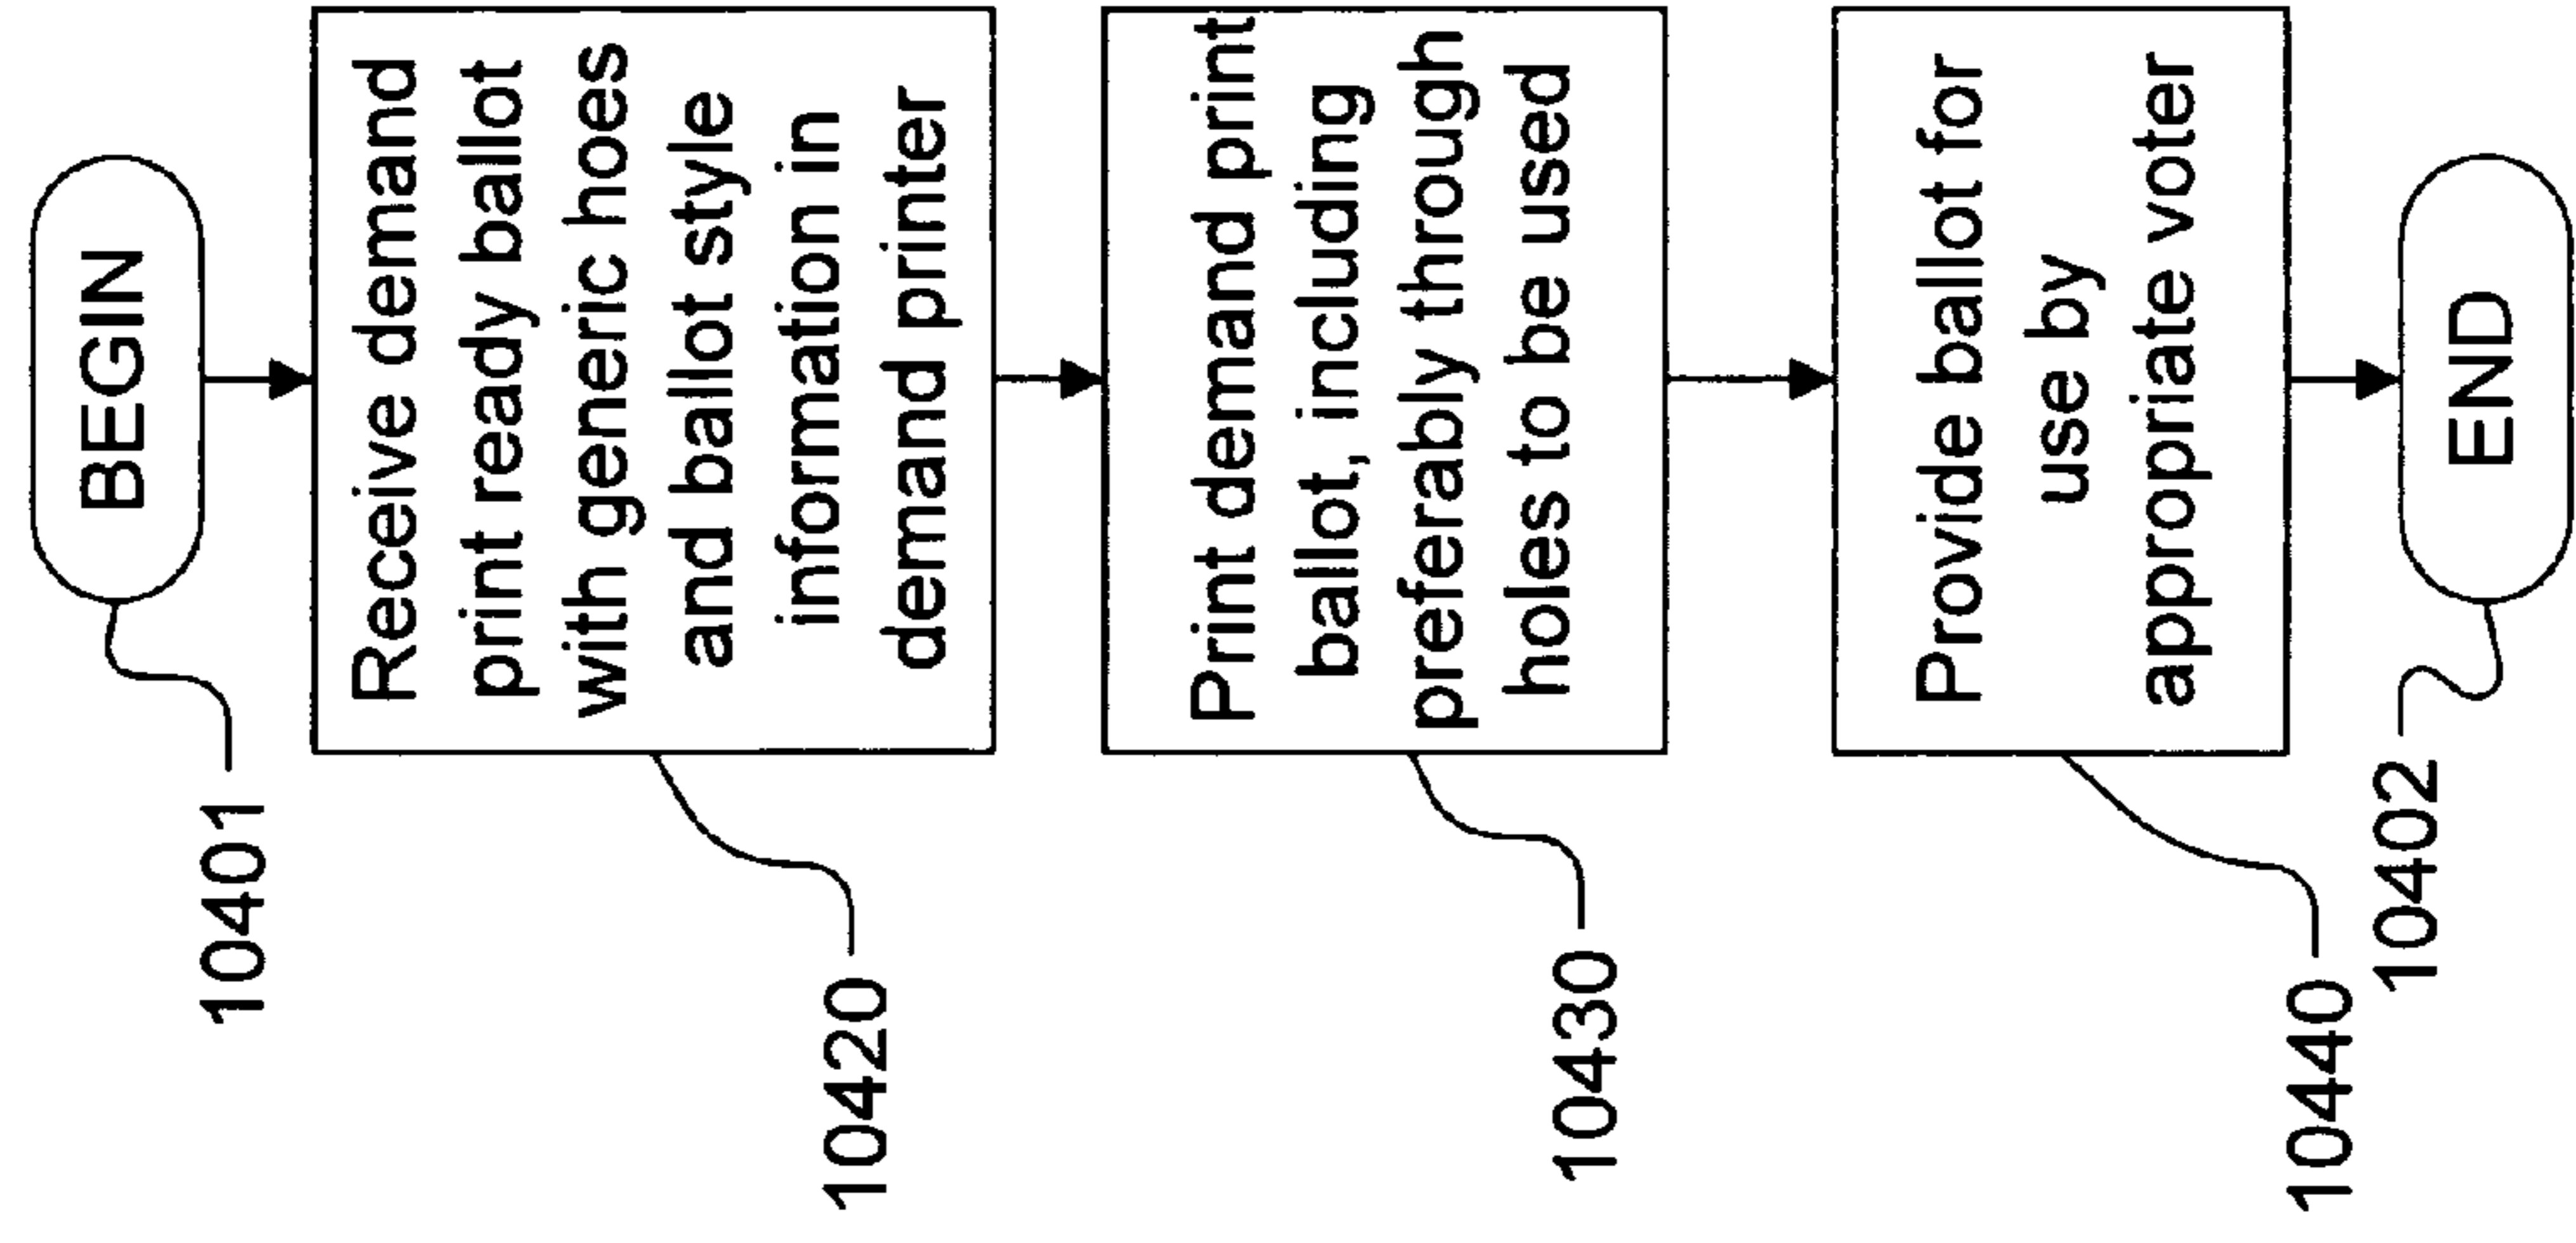 BEGIN
10401
Receive demand
print ready ballot
with generic hoes
and ballot style
information in
demand printer
10420
Print demand print
ballot, including
preferably through
holes to be used
10430
Provide ballot for
use by
appropriate voter
10440
END
10402